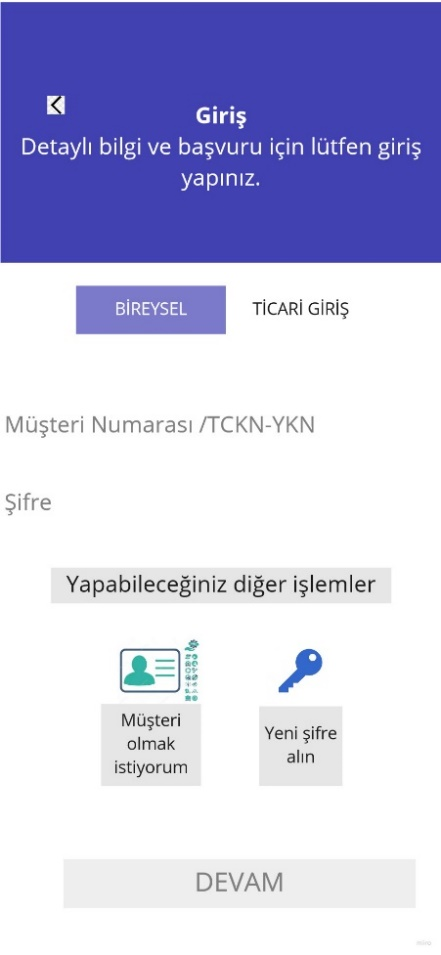 Giriş
Detaylı bilgi ve başvuru için lütfen giriş
yapınız.
BİREYSEL
TİCARİ GİRİŞ
Müşteri Numarası /TCKN-YKN
Şifre
Yapabileceğiniz diğer işlemler
Müşteri
olmak
istiyorum
Yeni şifre
alın
DEVAM